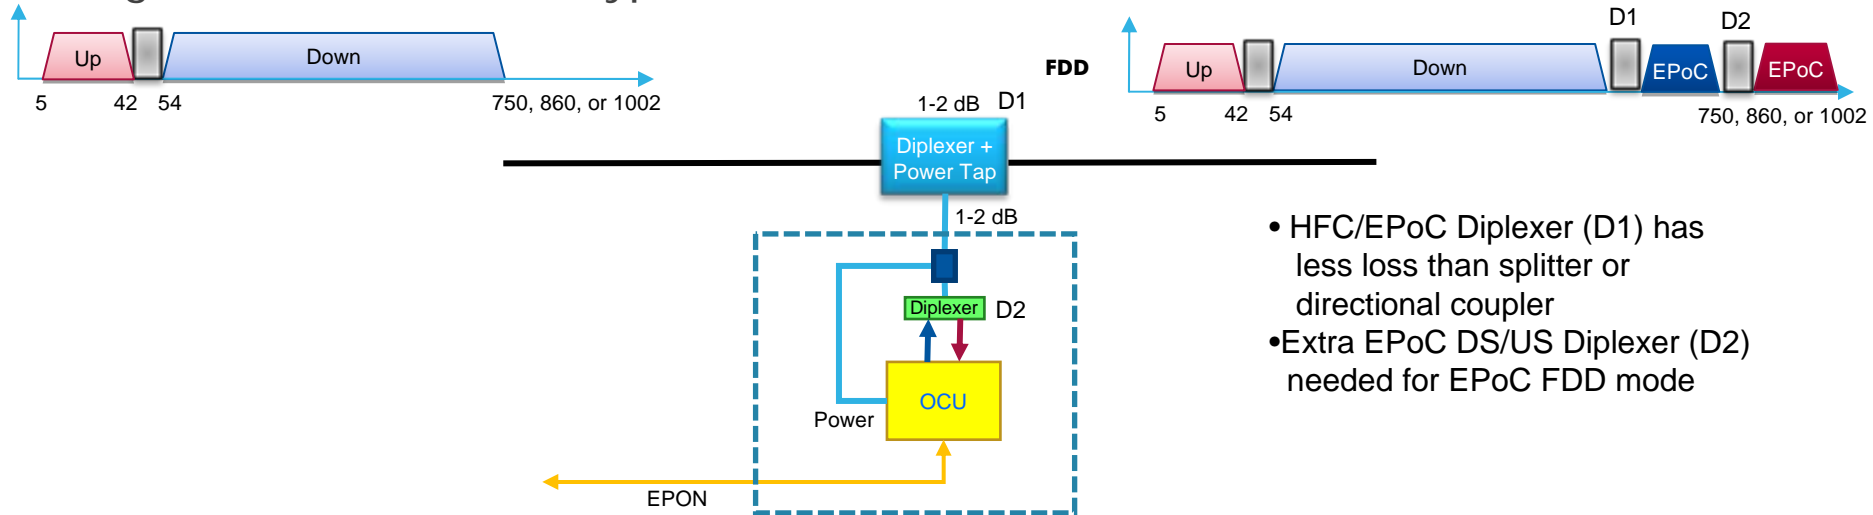 Up
Down
5
42
54
750, 860, or 1002
FDD
D1
D2
Up
Down
EPoC
EPoC
5
42
54
750, 860, or 1002
1-2 dB
D1
Diplexer +
Power Tap
1-2 dB
Diplexer
D2
OCU
Power
EPON
• HFC/EPoC Diplexer (D1) has
less loss than splitter or
directional coupler
•Extra EPoC DS/US Diplexer (D2)
needed for EPoC FDD mode